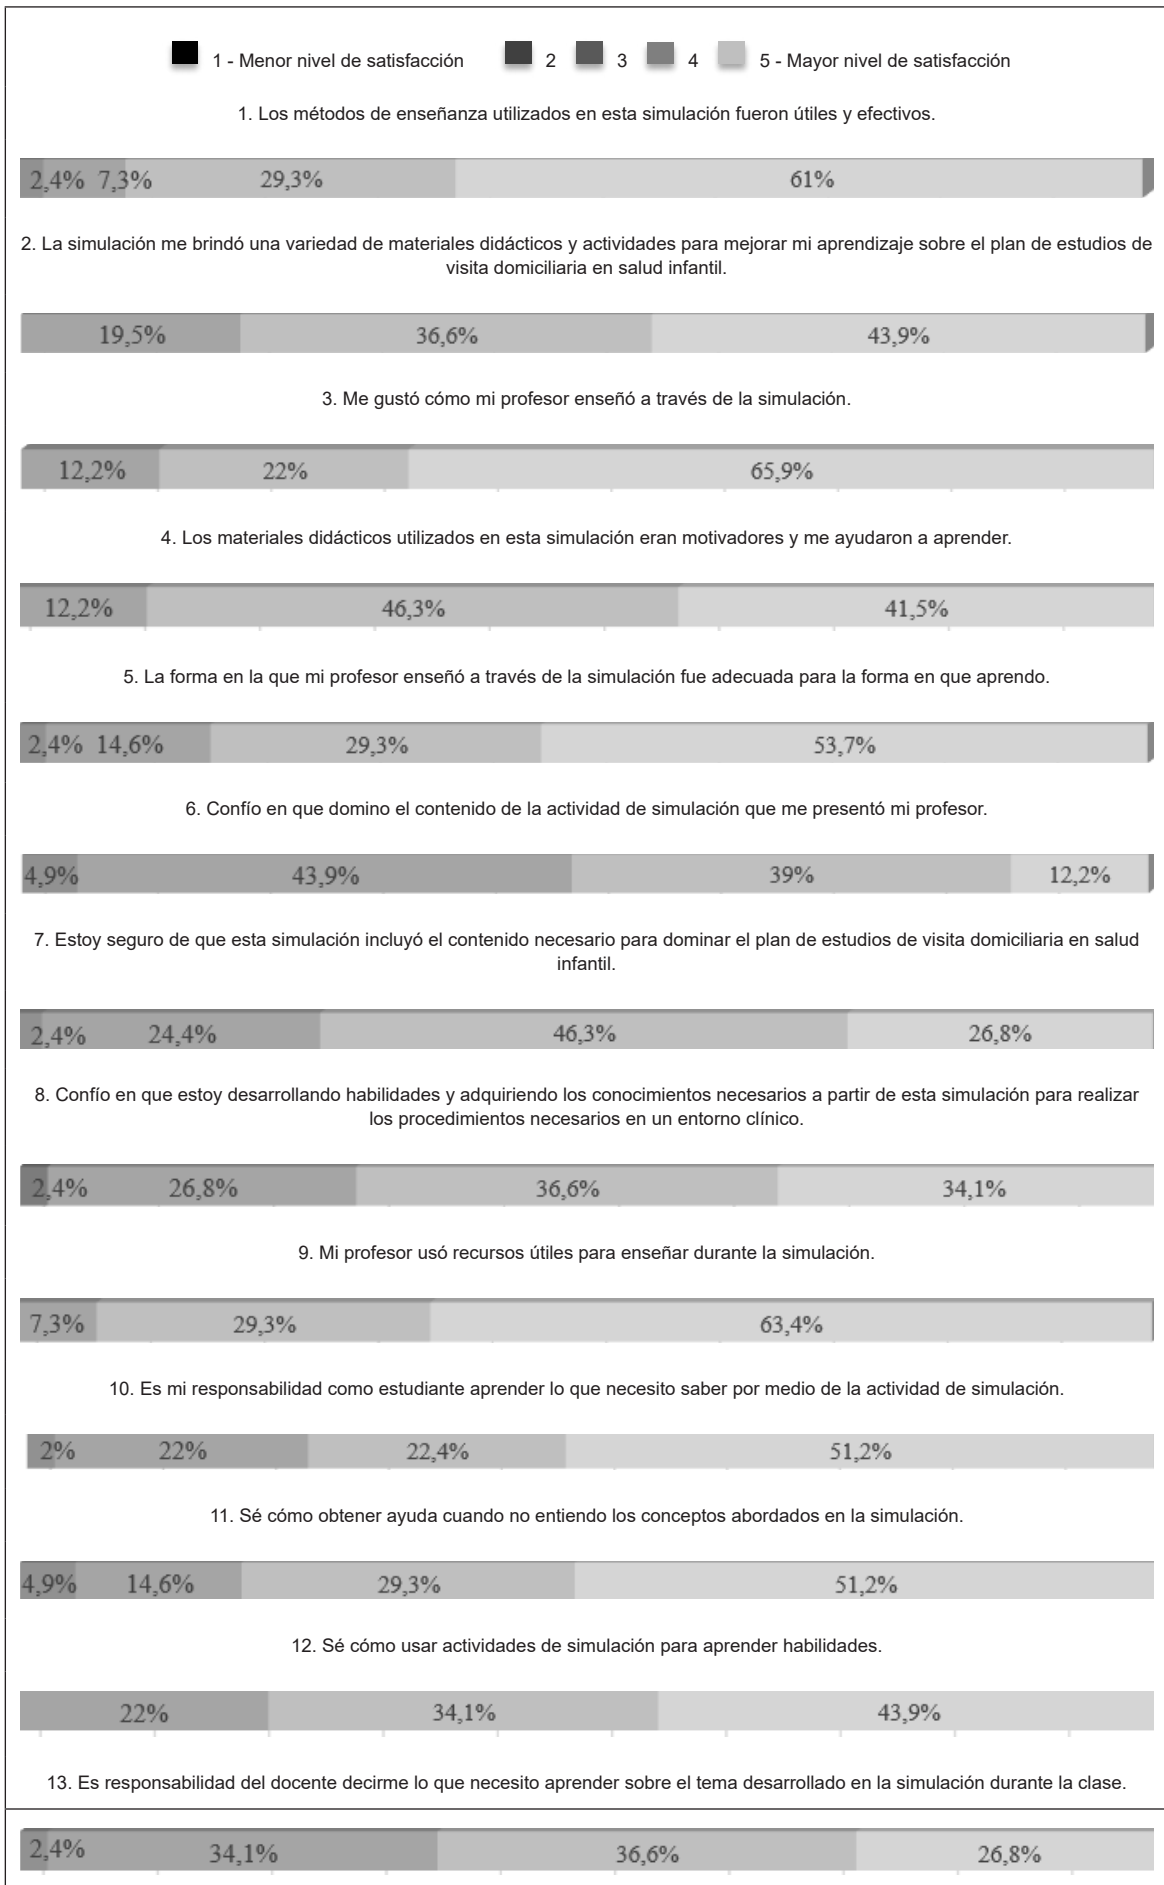 1 - Menor nivel de satisfacción 2 3 4 5 - Mayor nivel de satisfacción
1. Los métodos de enseñanza utilizados en esta simulación fueron útiles y efectivos.
2,4% 7,3% 29,3% 61%
2. La simulación me brindó una variedad de materiales didácticos y actividades para mejorar mi aprendizaje sobre el plan de estudios de
visita domiciliaria en salud infantil.
19,5% 36,6% 43,9%
3. Me gustó cómo mi profesor enseñó a través de la simulación.
12,2% 22% 65,9%
4. Los materiales didácticos utilizados en esta simulación eran motivadores y me ayudaron a aprender.
12,2% 46,3% 41,5%
5. La forma en la que mi profesor enseñó a través de la simulación fue adecuada para la forma en que aprendo.
2,4% 14,6% 29,3% 53,7%
6. Confío en que domino el contenido de la actividad de simulación que me presentó mi profesor.
4,9% 43,9% 39% 12,2%
7. Estoy seguro de que esta simulación incluyó el contenido necesario para dominar el plan de estudios de visita domiciliaria en salud
infantil.
2,4% 24,4% 46,3% 26,8%
8. Confío en que estoy desarrollando habilidades y adquiriendo los conocimientos necesarios a partir de esta simulación para realizar
los procedimientos necesarios en un entorno clínico.
2,4% 26,8% 36,6% 34,1%
9. Mi profesor usó recursos útiles para enseñar durante la simulación.
7,3% 29,3% 63,4%
10. Es mi responsabilidad como estudiante aprender lo que necesito saber por medio de la actividad de simulación.
2% 22% 22,4% 51,2%
11. Sé cómo obtener ayuda cuando no entiendo los conceptos abordados en la simulación.
4,9% 14,6% 29,3% 51,2%
12. Sé cómo usar actividades de simulación para aprender habilidades.
22% 34,1% 43,9%
13. Es responsabilidad del docente decirme lo que necesito aprender sobre el tema desarrollado en la simulación durante la clase.
2,4% 34,1% 36,6% 26,8%